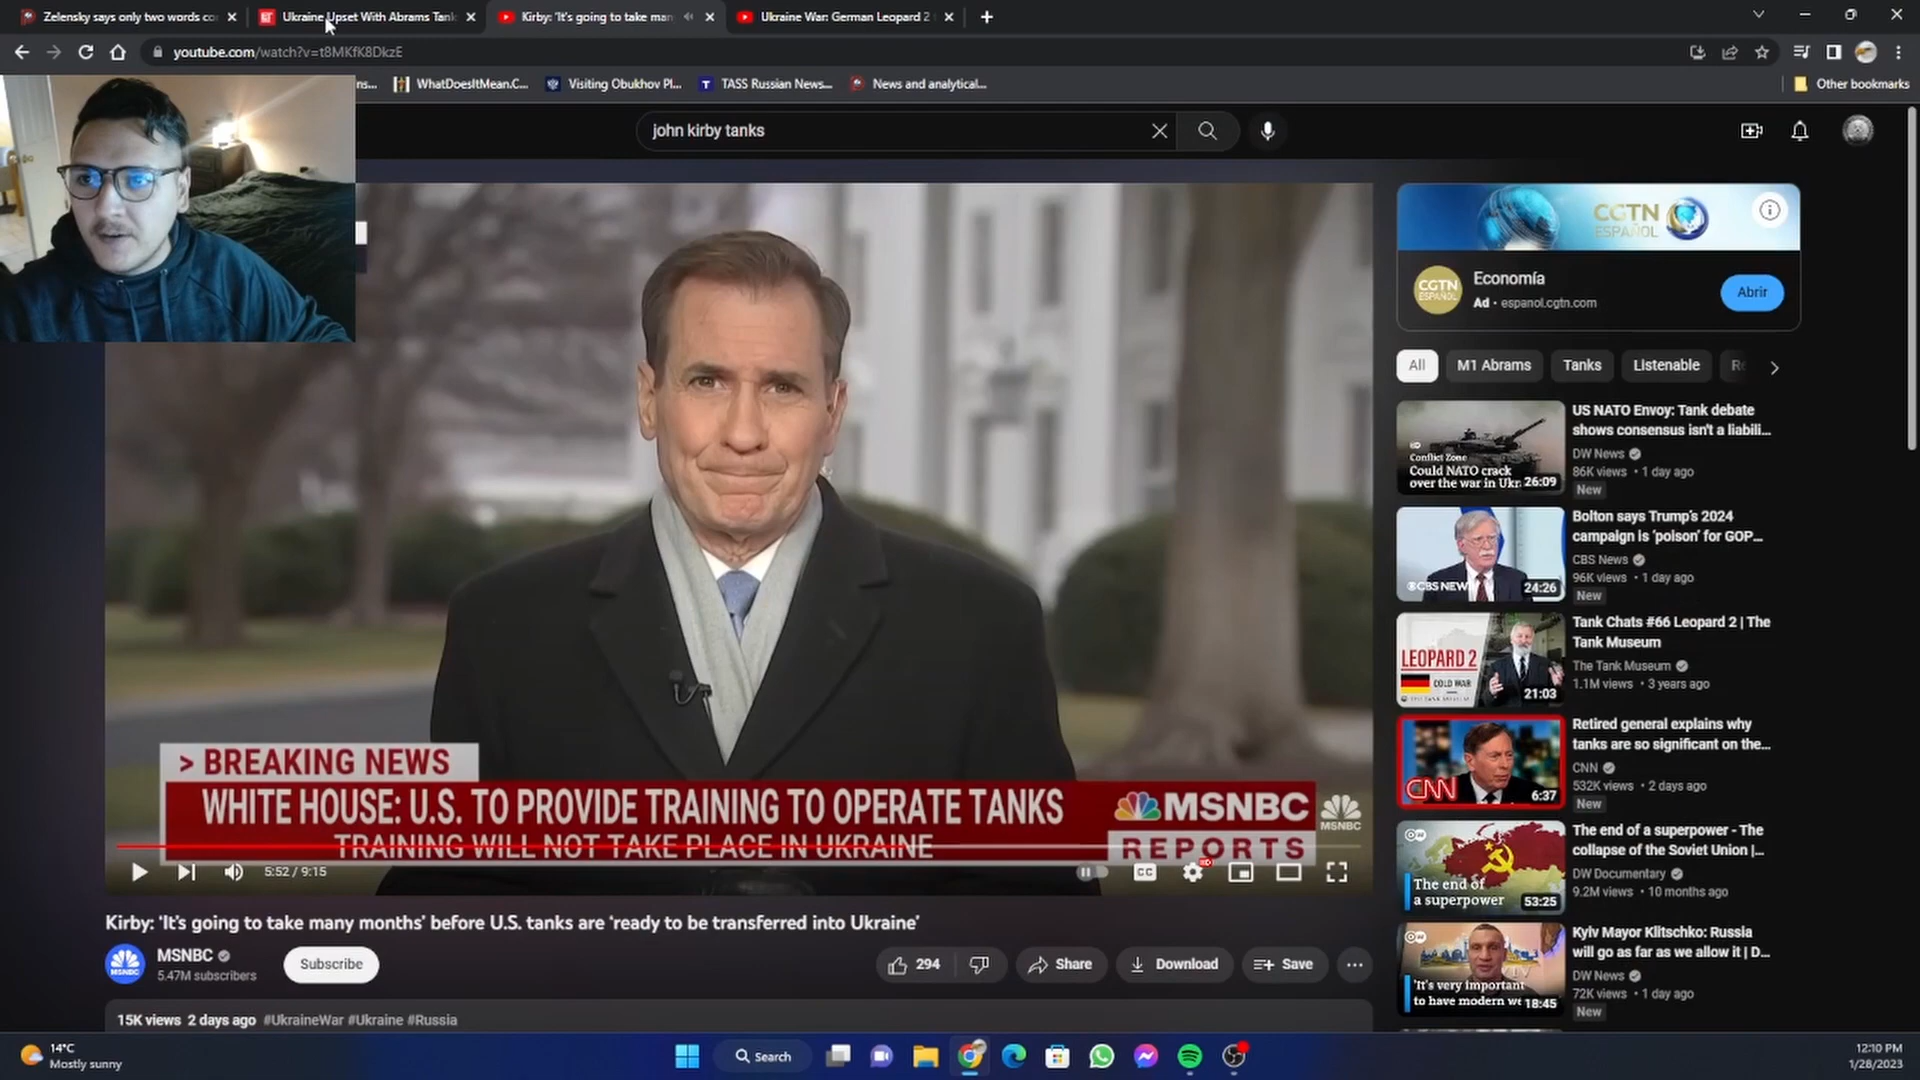 Zelensky says only two words co
Ukraine Upset With Abrams Tank
Kirby: 'It's going to take man
Ukraine War: German Leopard 2
youtube.com/watch?v=t8MKfK8DkzE
ns...
WhatDoesItMean.C...
Visiting Obukhov Pl...
TASS Russian News...
News and analytical...
Other bookmarks
john kirby tanks
CGTN
ESPAÑOL
CGTN
ESPAÑOL
Economía
Ad • espanol.cgtn.com
Abrir
All
M1 Abrams
Tanks
Listenable
Re
Conflict Zone
Could NATO crack
over the war in Ukr
26:09
US NATO Envoy: Tank debate
shows consensus isn't a liabili...
DW News
86K views • 1 day ago
New
CBS NEWS
24:26
Bolton says Trump's 2024
campaign is 'poison' for GOP...
CBS News
96K views • 1 day ago
New
LEOPARD 2
COLD WAR
21:03
Tank Chats #66 Leopard 2 | The
Tank Museum
The Tank Museum
1.1M views • 3 years ago
CNN
6:37
Retired general explains why
tanks are so significant on the...
CNN
532K views • 2 days ago
New
The end of
a superpower
53:25
The end of a superpower - The
collapse of the Soviet Union |...
DW Documentary
9.2M views • 10 months ago
'It's very important
to have modern we
18:45
Kyiv Mayor Klitschko: Russia
will go as far as we allow it | D...
DW News
72K views • 1 day ago
New
> BREAKING NEWS
WHITE HOUSE: U.S. TO PROVIDE TRAINING TO OPERATE TANKS
TRAINING WILL NOT TAKE PLACE IN UKRAINE
MSNBC
REPORTS
MSNBC
5:52 / 9:15
CC
HD
Kirby: 'It's going to take many months' before U.S. tanks are 'ready to be transferred into Ukraine'
MSNBC
MSNBC
5.47M subscribers
Subscribe
294
Share
Download
Save
15K views 2 days ago #UkraineWar #Ukraine #Russia
14°C
Mostly sunny
Search
12:10 PM
1/28/2023